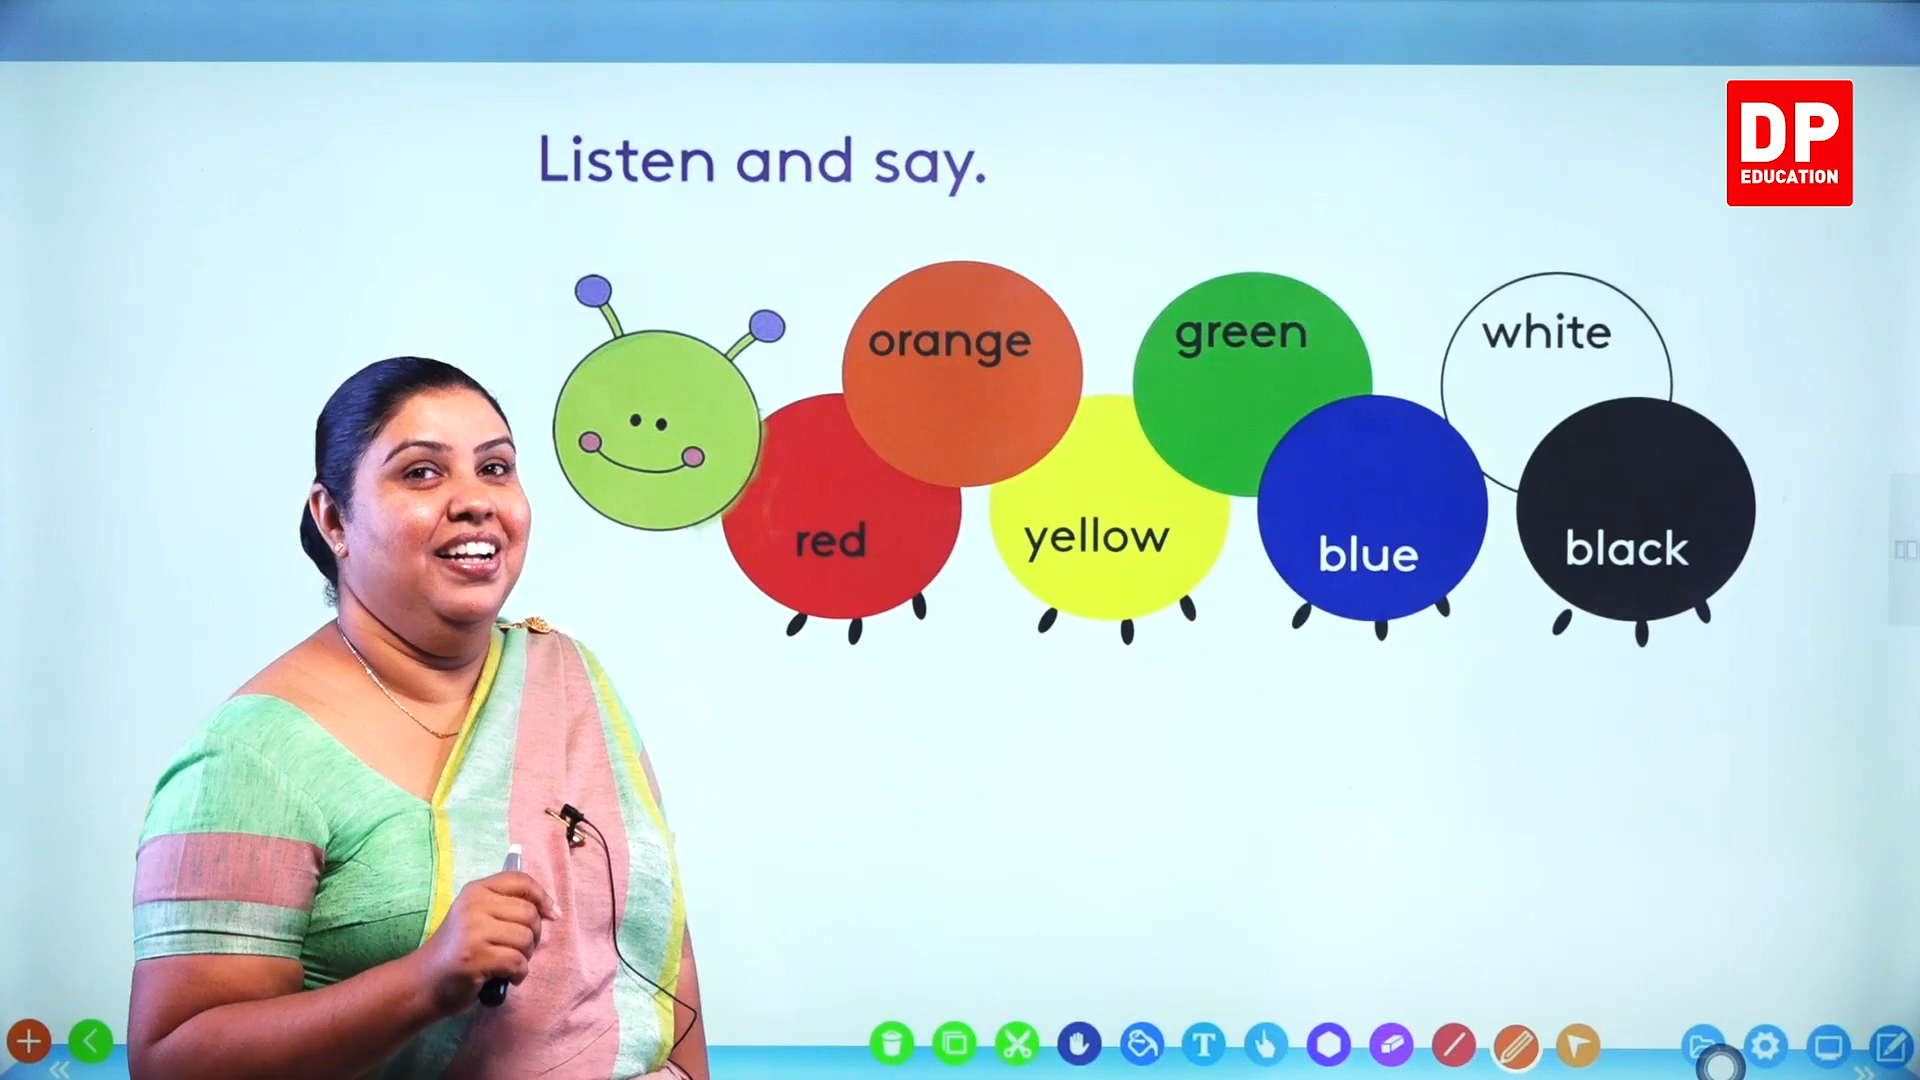 DP
EDUCATION
Listen and say.
orange
green
white
red
yellow
blue
black
T